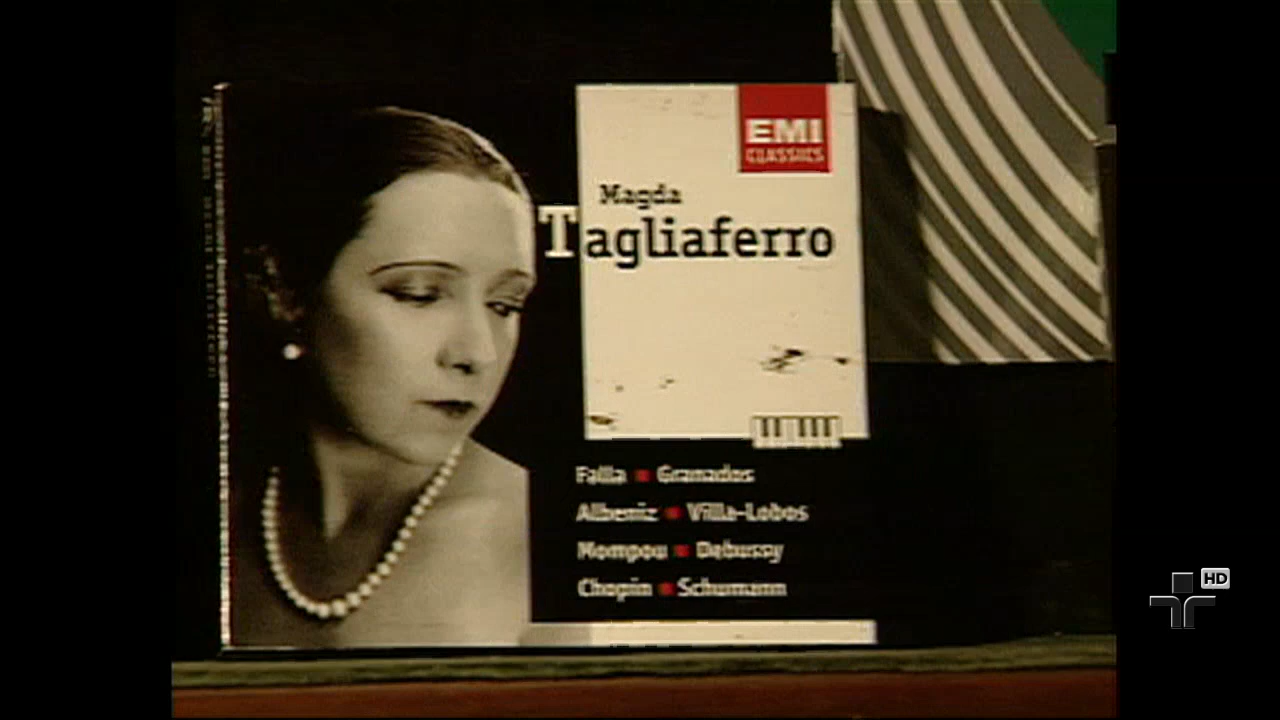 EMI
CLASSICS
Magda
Tagliaferro
Falla Granados
Albeniz Villa-Lobos
Mompou Debussy
Chopin Schumann
HD